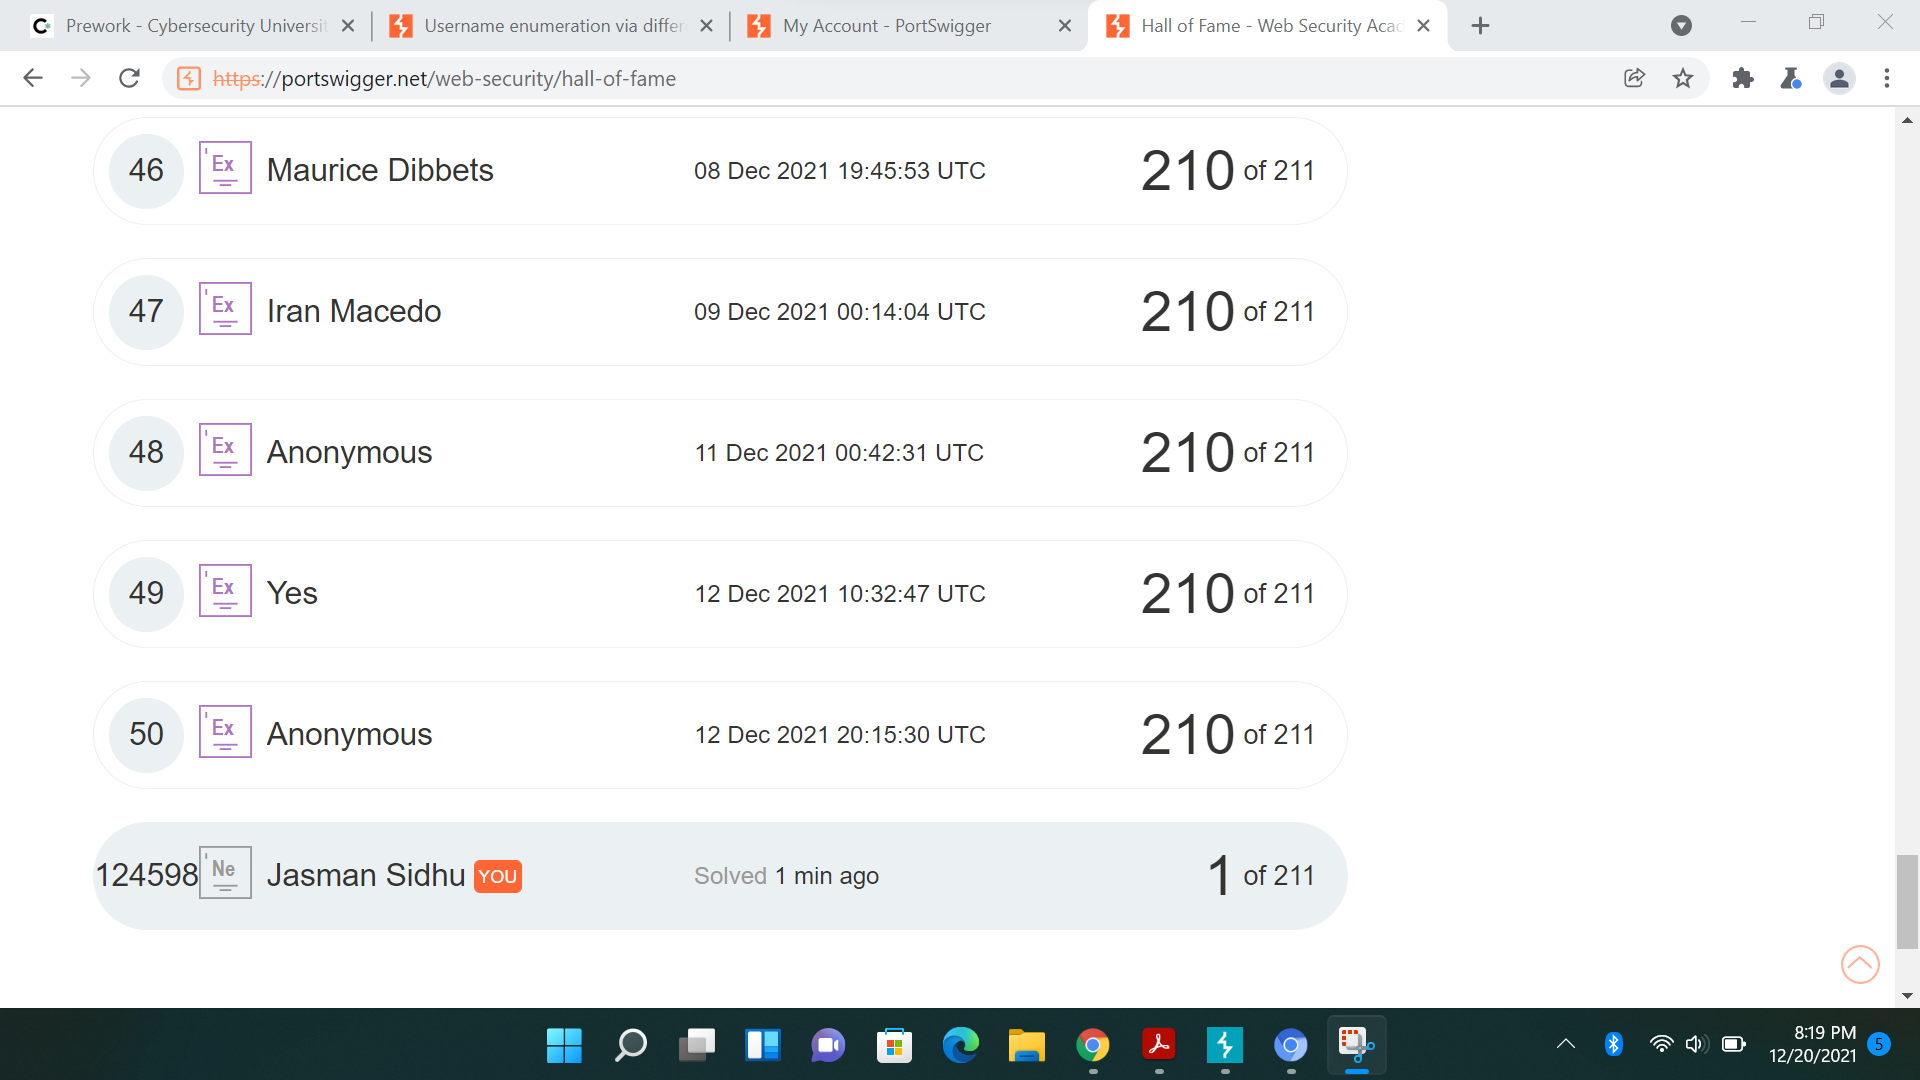 Prework - Cybersecurity Universit
Username enumeration via differ
My Account - PortSwigger
Hall of Fame - Web Security Acad
https://portswigger.net/web-security/hall-of-fame
46 Ex Maurice Dibbets 08 Dec 2021 19:45:53 UTC 210 of 211
47 Ex Iran Macedo 09 Dec 2021 00:14:04 UTC 210 of 211
48 Ex Anonymous 11 Dec 2021 00:42:31 UTC 210 of 211
49 Ex Yes 12 Dec 2021 10:32:47 UTC 210 of 211
50 Ex Anonymous 12 Dec 2021 20:15:30 UTC 210 of 211
124598 Ne Jasman Sidhu YOU Solved 1 min ago 1 of 211
8:19 PM
12/20/2021 5